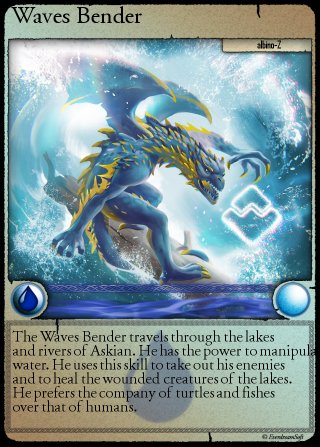 Waves Bender
albino-Z
The Waves Bender travels through the lakes
and rivers of Askian. He has the power to manipula
water. He uses this skill to take out his enemies
and to heal the wounded creatures of the lakes.
He prefers the company of turtles and fishes
over that of humans.
© EverdreamSoft